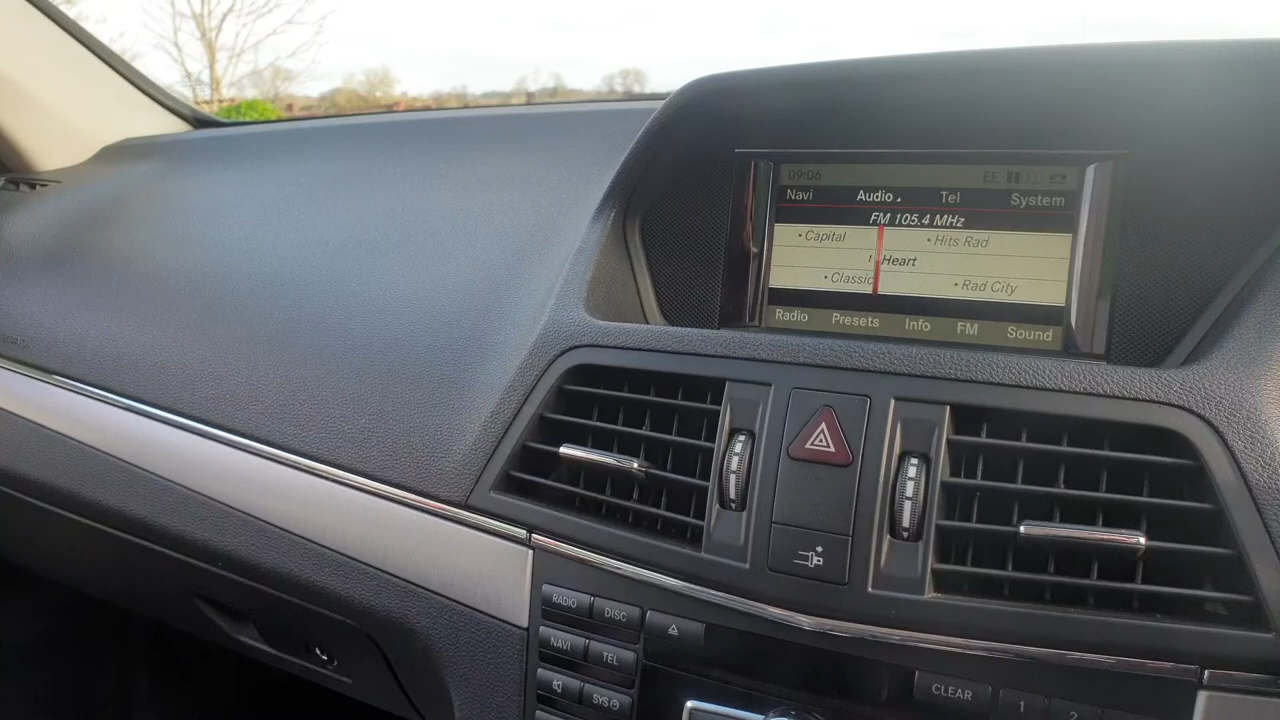 09:06 EE
Navi Audio Tel System
FM 105.4 MHz
• Capital • Hits Rad
Heart
• Classic • Rad City
Radio Presets Info FM Sound
RADIO DISC
NAVI TEL
SYS
CLEAR 1 2